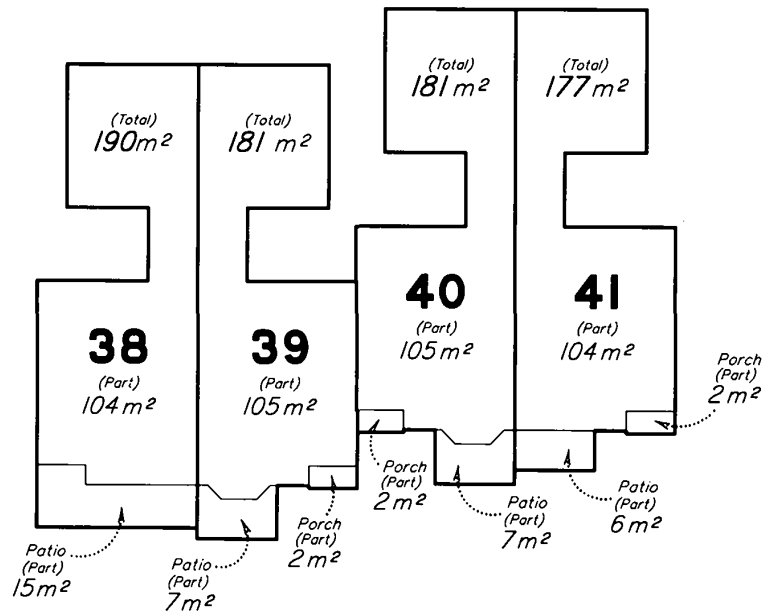 (Total)
181 m²
(Total)
177 m²
(Total)
190 m²
(Total)
181 m²
40
(Part)
105 m²
41
(Part)
104 m²
38
(Part)
104 m²
39
(Part)
105 m²
Porch
(Part)
2 m²
Porch
(Part)
2 m²
Patio
(Part)
7 m²
Patio
(Part)
6 m²
Porch
(Part)
2 m²
Patio
(Part)
15 m²
Patio
(Part)
7 m²